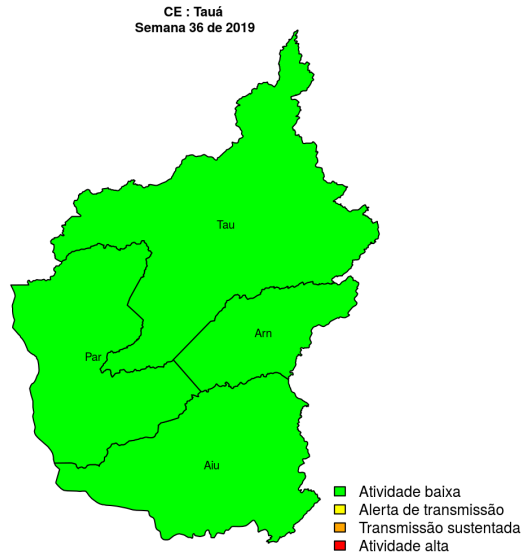 CE : Tauá
Semana 36 de 2019
Tau
Arn
Par
Aiu
Atividade baixa
Alerta de transmissão
Transmissão sustentada
Atividade alta